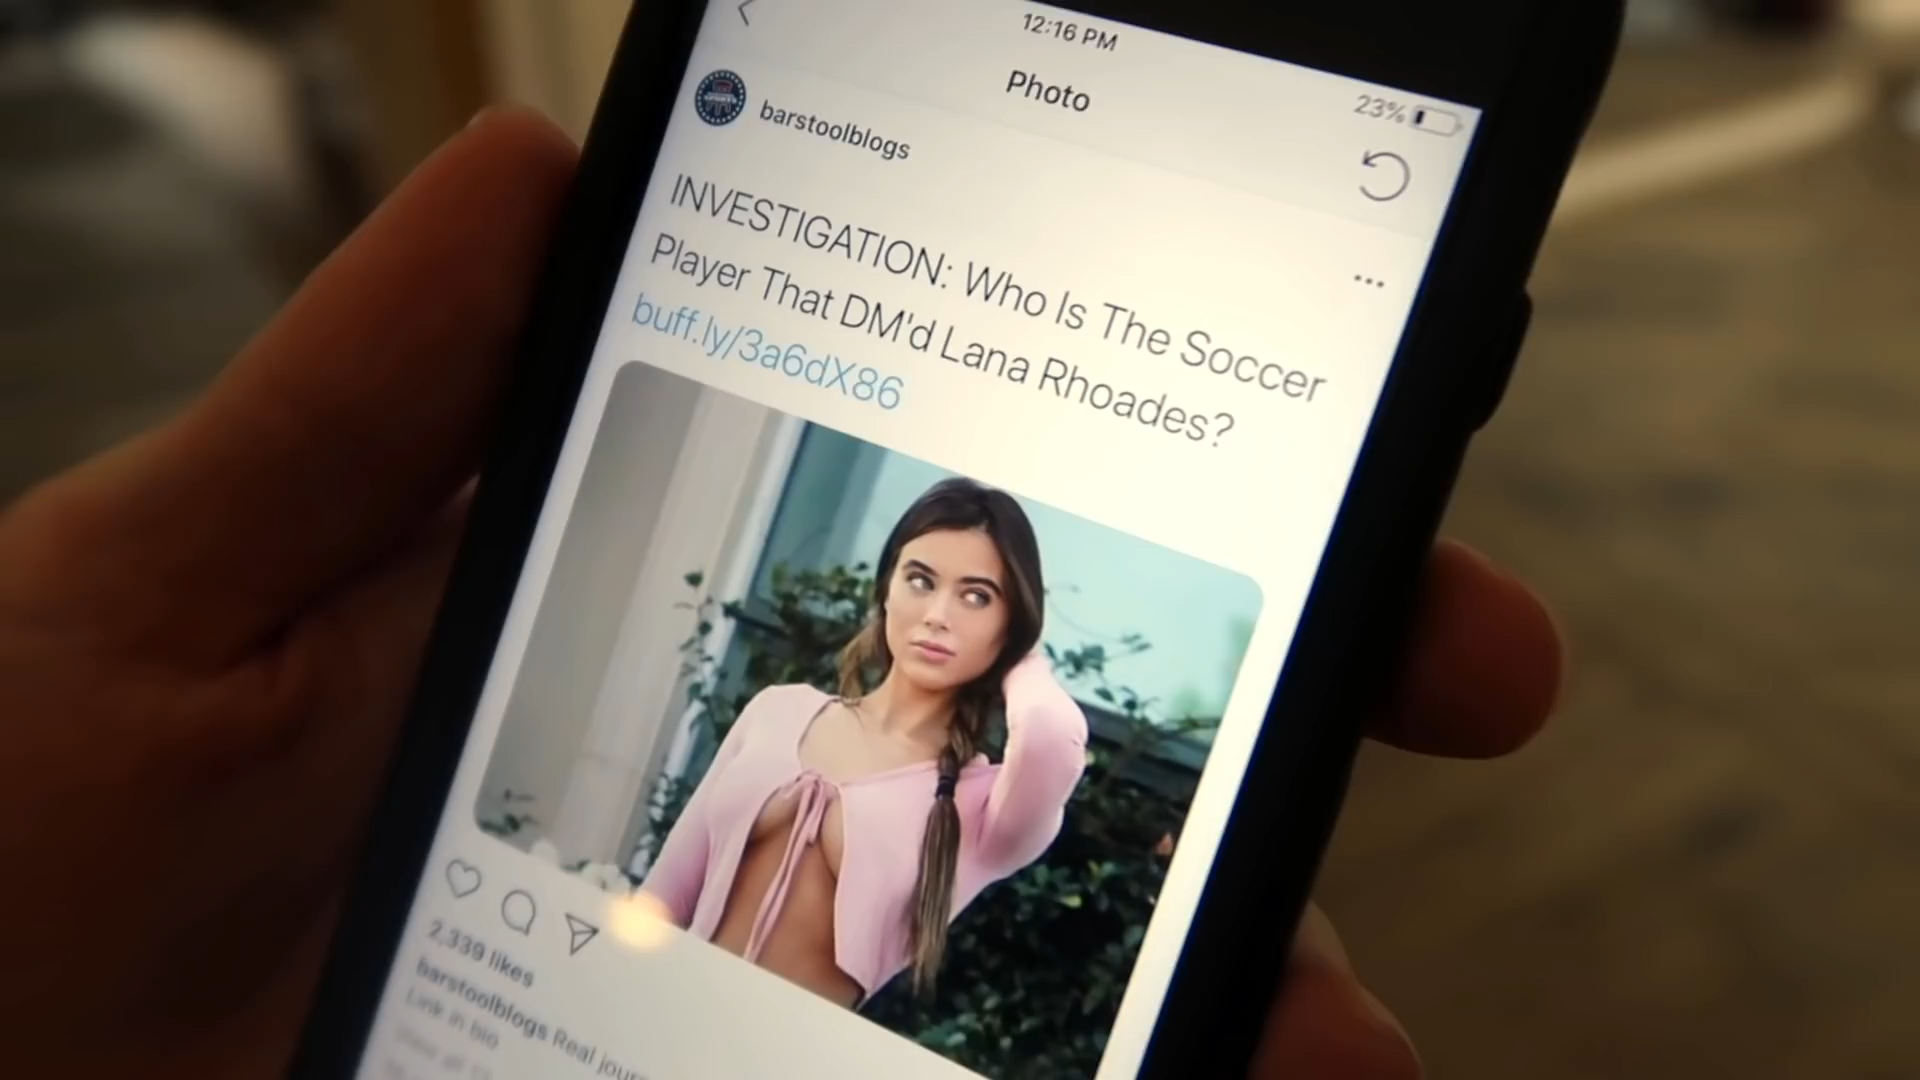 12:16 PM
Photo
23%
barstoolblogs
INVESTIGATION: Who Is The Soccer
Player That DM'd Lana Rhoades?
buff.ly/3a6dX86
2,339 likes
barstoolblogs Real
Link in bio